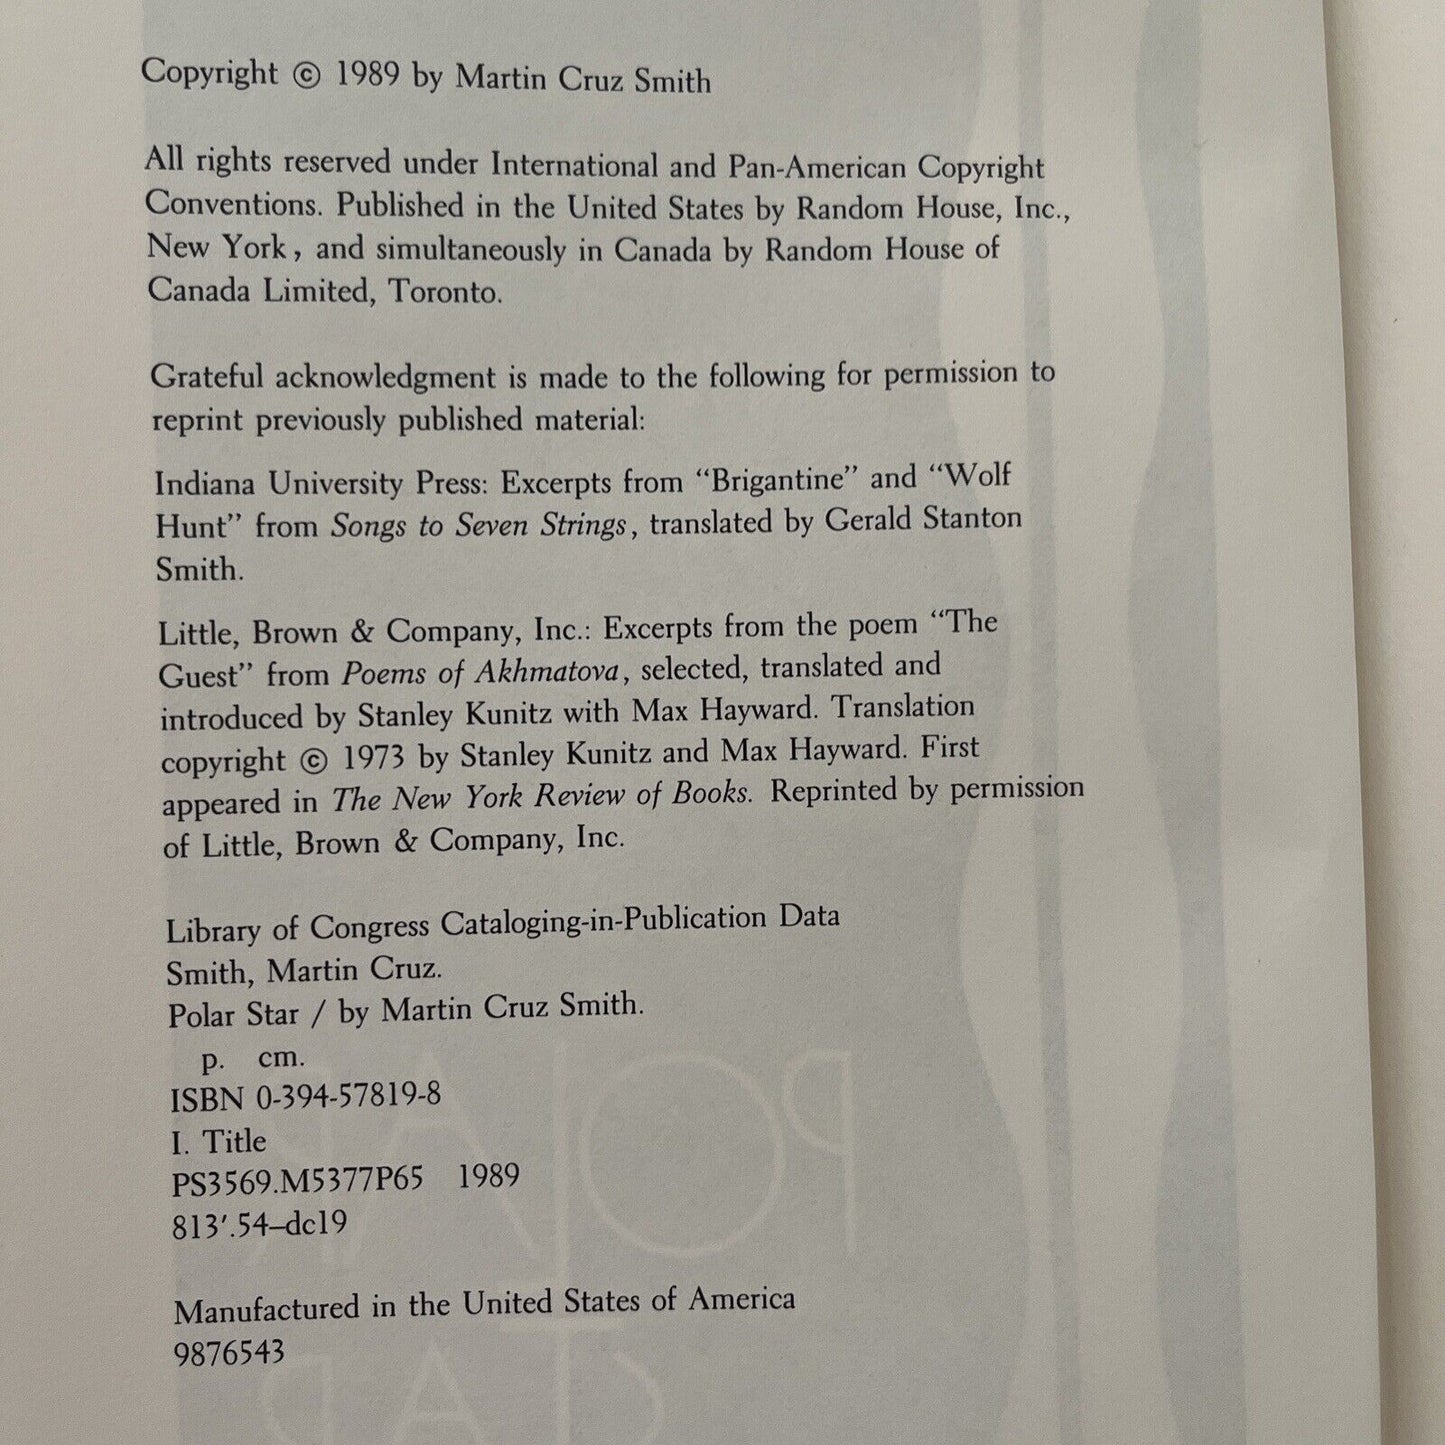 Copyright © 1989 by Martin Cruz Smith
All rights reserved under International and Pan-American Copyright
Conventions. Published in the United States by Random House, Inc.,
New York, and simultaneously in Canada by Random House of
Canada Limited, Toronto.
Grateful acknowledgment is made to the following for permission to
reprint previously published material:
Indiana University Press: Excerpts from “Brigantine” and “Wolf
Hunt” from Songs to Seven Strings, translated by Gerald Stanton
Smith.
Little, Brown & Company, Inc.: Excerpts from the poem “The
Guest” from Poems of Akhmatova, selected, translated and
introduced by Stanley Kunitz with Max Hayward. Translation
copyright © 1973 by Stanley Kunitz and Max Hayward. First
appeared in The New York Review of Books. Reprinted by permission
of Little, Brown & Company, Inc.
Library of Congress Cataloging-in-Publication Data
Smith, Martin Cruz.
Polar Star / by Martin Cruz Smith.
p. cm.
ISBN 0-394-57819-8
I. Title
PS3569.M5377P65 1989
813′.54–dc19
Manufactured in the United States of America
9876543